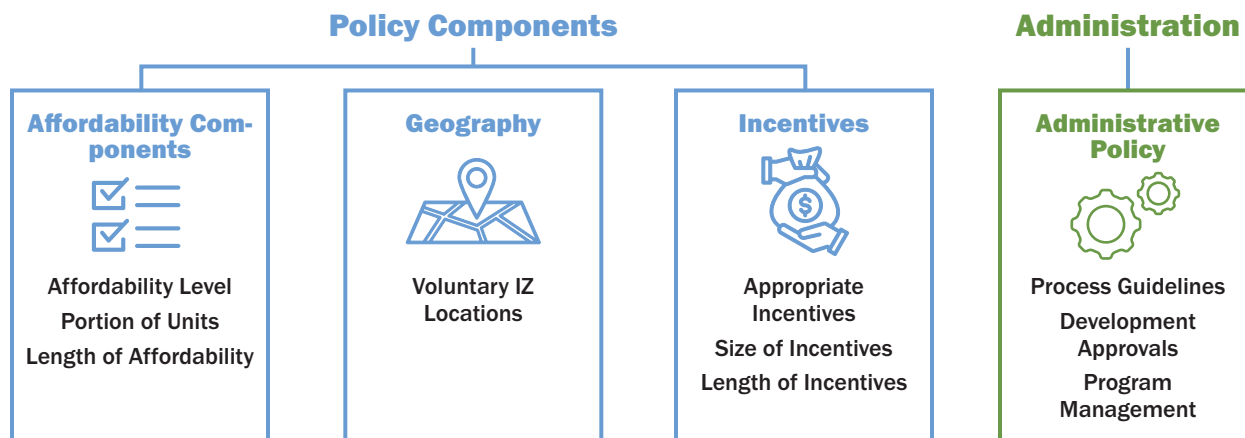 Policy Components
Administration
Affordability Com-
ponents
Affordability Level
Portion of Units
Length of Affordability
Geography
Voluntary IZ
Locations
Incentives
$
Appropriate
Incentives
Size of Incentives
Length of Incentives
Administrative
Policy
Process Guidelines
Development
Approvals
Program
Management